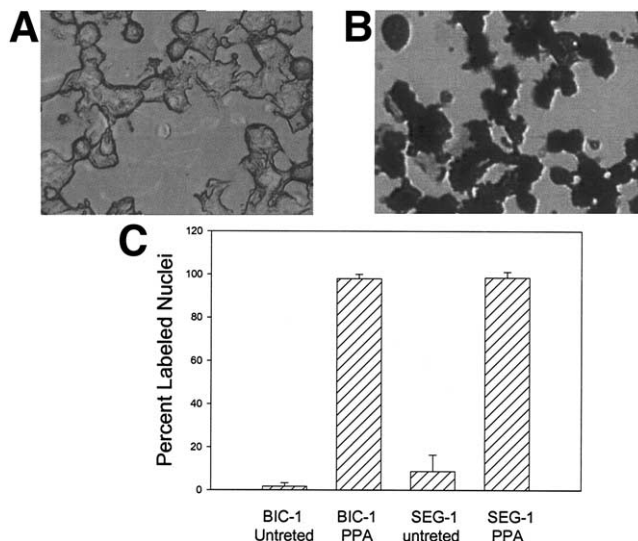 A
B
C
120
100
80
60
40
20
0
Percent Labeled Nuclei
BIC-1 BIC-1 SEG-1 SEG-1
Untreted PPA untreated PPA